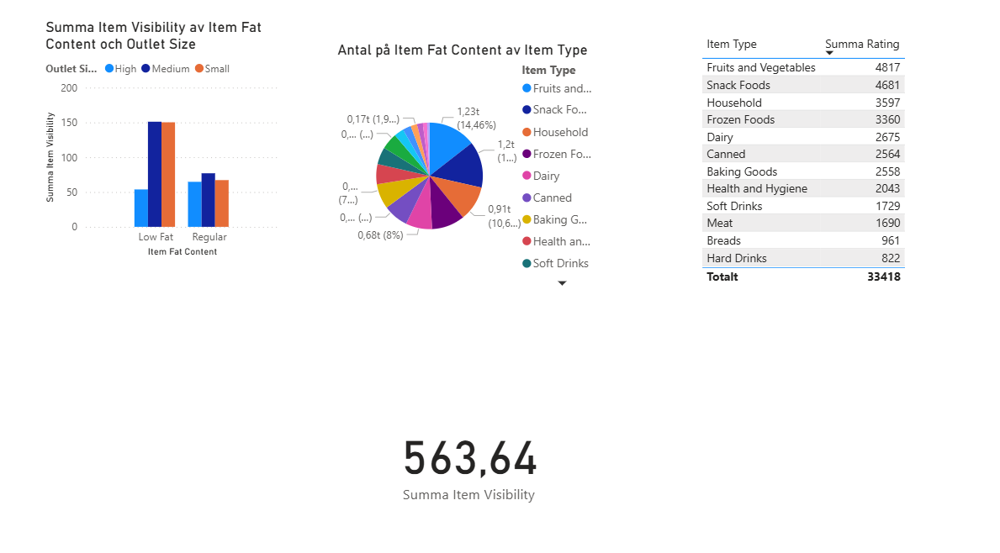 Summa Item Visibility av Item Fat
Content och Outlet Size
Outlet Si... High Medium Small
200
150
100
50
0
Summa Item Visibility
Low Fat Regular
Item Fat Content
Antal på Item Fat Content av Item Type
Item Type
Fruits and...
Snack Fo...
Household
Frozen Fo...
Dairy
Canned
Baking G...
Health an...
Soft Drinks
1,23t
(14,46%)
1,2t
(1...)
0,91t
(10,6...)
0,68t (8%)
0,... (...)
0,...
(7...)
0,... (...)
0,17t (1,9...)
Item Type Summa Rating
Fruits and Vegetables 4817
Snack Foods 4681
Household 3597
Frozen Foods 3360
Dairy 2675
Canned 2564
Baking Goods 2558
Health and Hygiene 2043
Soft Drinks 1729
Meat 1690
Breads 961
Hard Drinks 822
Totalt 33418
563,64
Summa Item Visibility